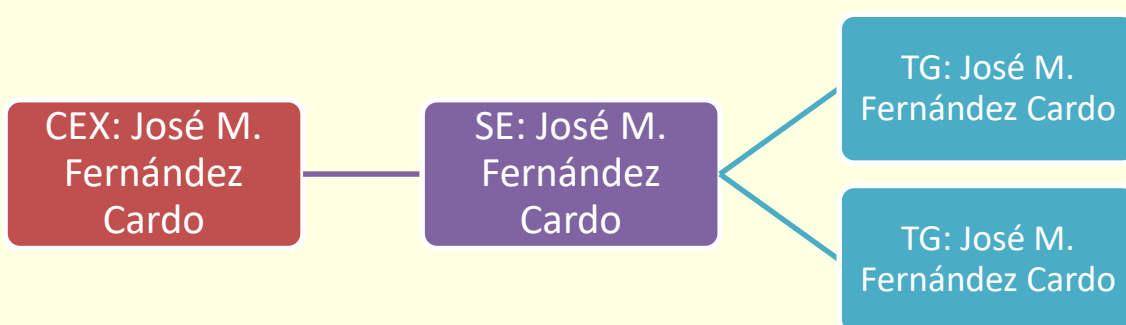 CEX: José M.
Fernández
Cardo
SE: José M.
Fernández
Cardo
TG: José M.
Fernández Cardo
TG: José M.
Fernández Cardo